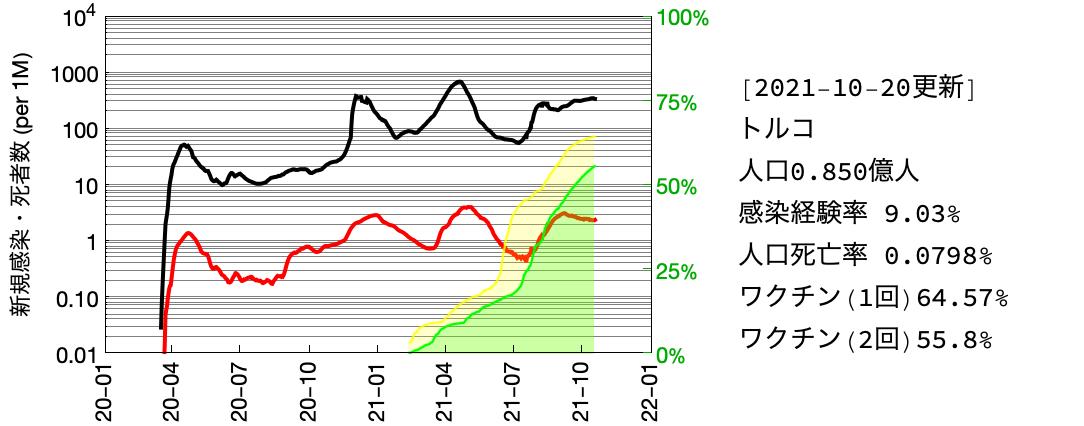 新規感染・死者数 (per 1M)
10^4
1000
100
10
1
0.10
0.01
100%
75%
50%
25%
0%
20-01
20-04
20-07
20-10
21-01
21-04
21-07
21-10
22-01
[2021-10-20更新]
トルコ
人口0.850億人
感染経験率 9.03%
人口死亡率 0.0798%
ワクチン(1回)64.57%
ワクチン(2回)55.8%